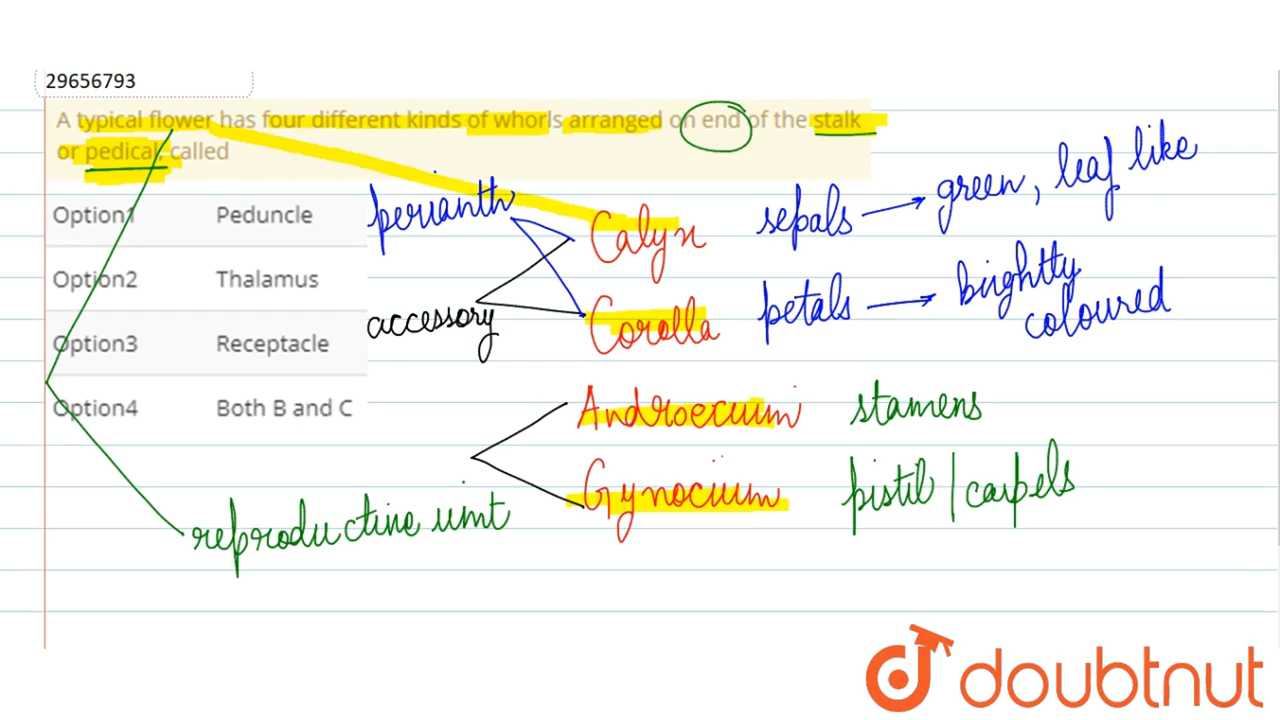 29656793
A typical flower has four different kinds of whorls arranged on end of the stalk
or pedical, called
Option1 Peduncle
Option2 Thalamus
Option3 Receptacle
Option4 Both B and C
perianth
accessory
Calyx sepals → green, leaf like
Corolla petals → brightly
coloured
Androecium stamens
Gynocium pistil / carpels
reproductive unit
doubtnut